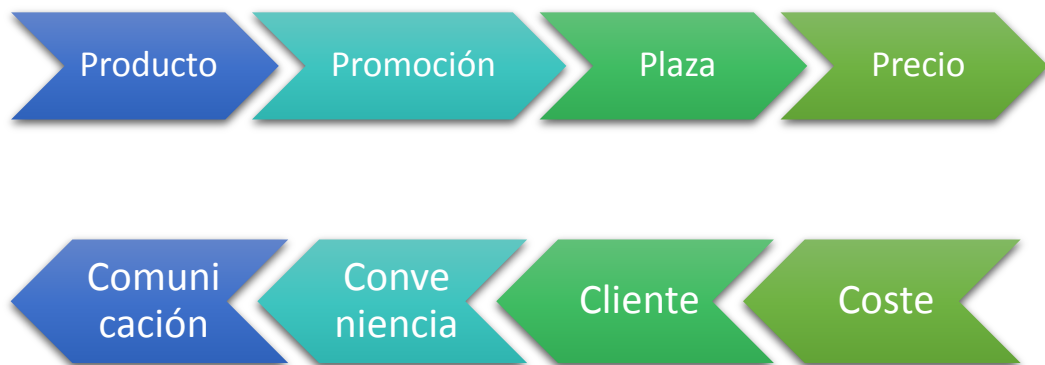 Producto
Promoción
Plaza
Precio
Comuni
cación
Conve
niencia
Cliente
Coste